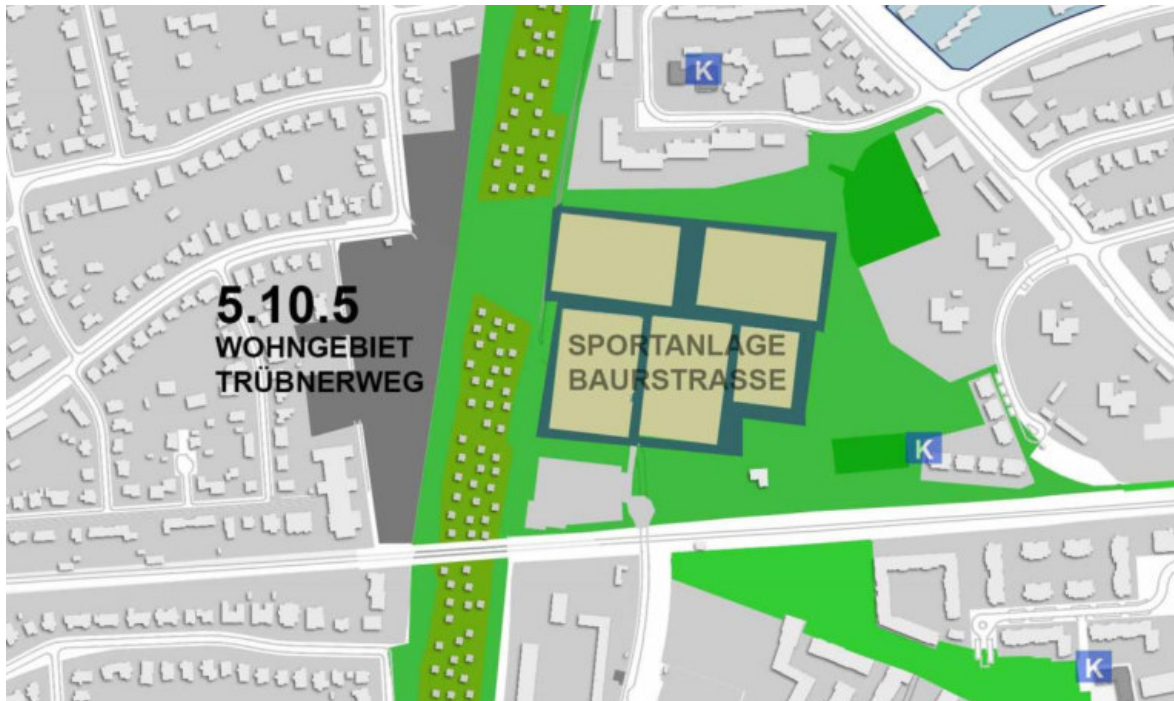 K
5.10.5
WOHNGEBIET
TRÜBNERWEG
SPORTANLAGE
BAURSTRASSE
K
K